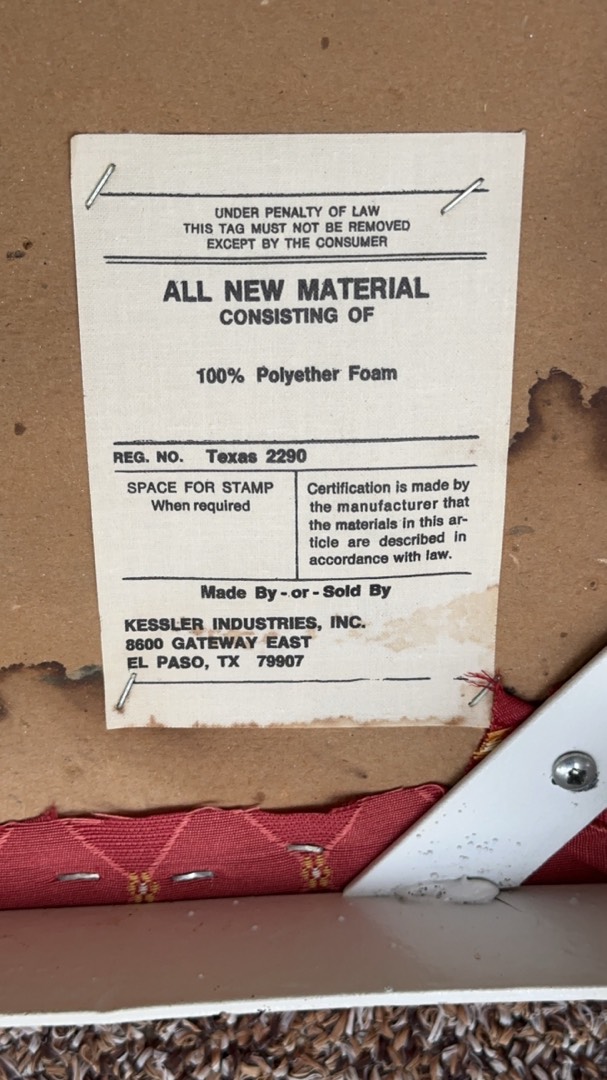 UNDER PENALTY OF LAW
THIS TAG MUST NOT BE REMOVED
EXCEPT BY THE CONSUMER
ALL NEW MATERIAL
CONSISTING OF
100% Polyether Foam
REG. NO. Texas 2290
SPACE FOR STAMP
When required
Certification is made by
the manufacturer that
the materials in this ar-
ticle are described in
accordance with law.
Made By - or - Sold By
KESSLER INDUSTRIES, INC.
8600 GATEWAY EAST
EL PASO, TX 79907